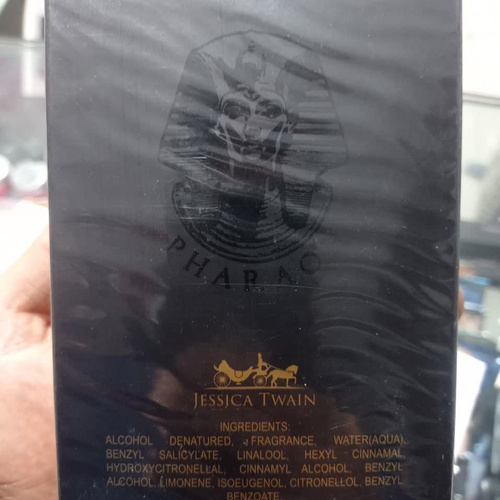 PHARAO
JESSICA TWAIN
INGREDIENTS:
ALCOHOL DENATURED, FRAGRANCE, WATER(AQUA),
BENZYL SALICYLATE, LINALOOL, HEXYL CINNAMAL,
HYDROXYCITRONELLAL, CINNAMYL ALCOHOL, BENZYL
ALCOHOL, LIMONENE, ISOEUGENOL, CITRONELLOL, BENZYL
BENZOATE